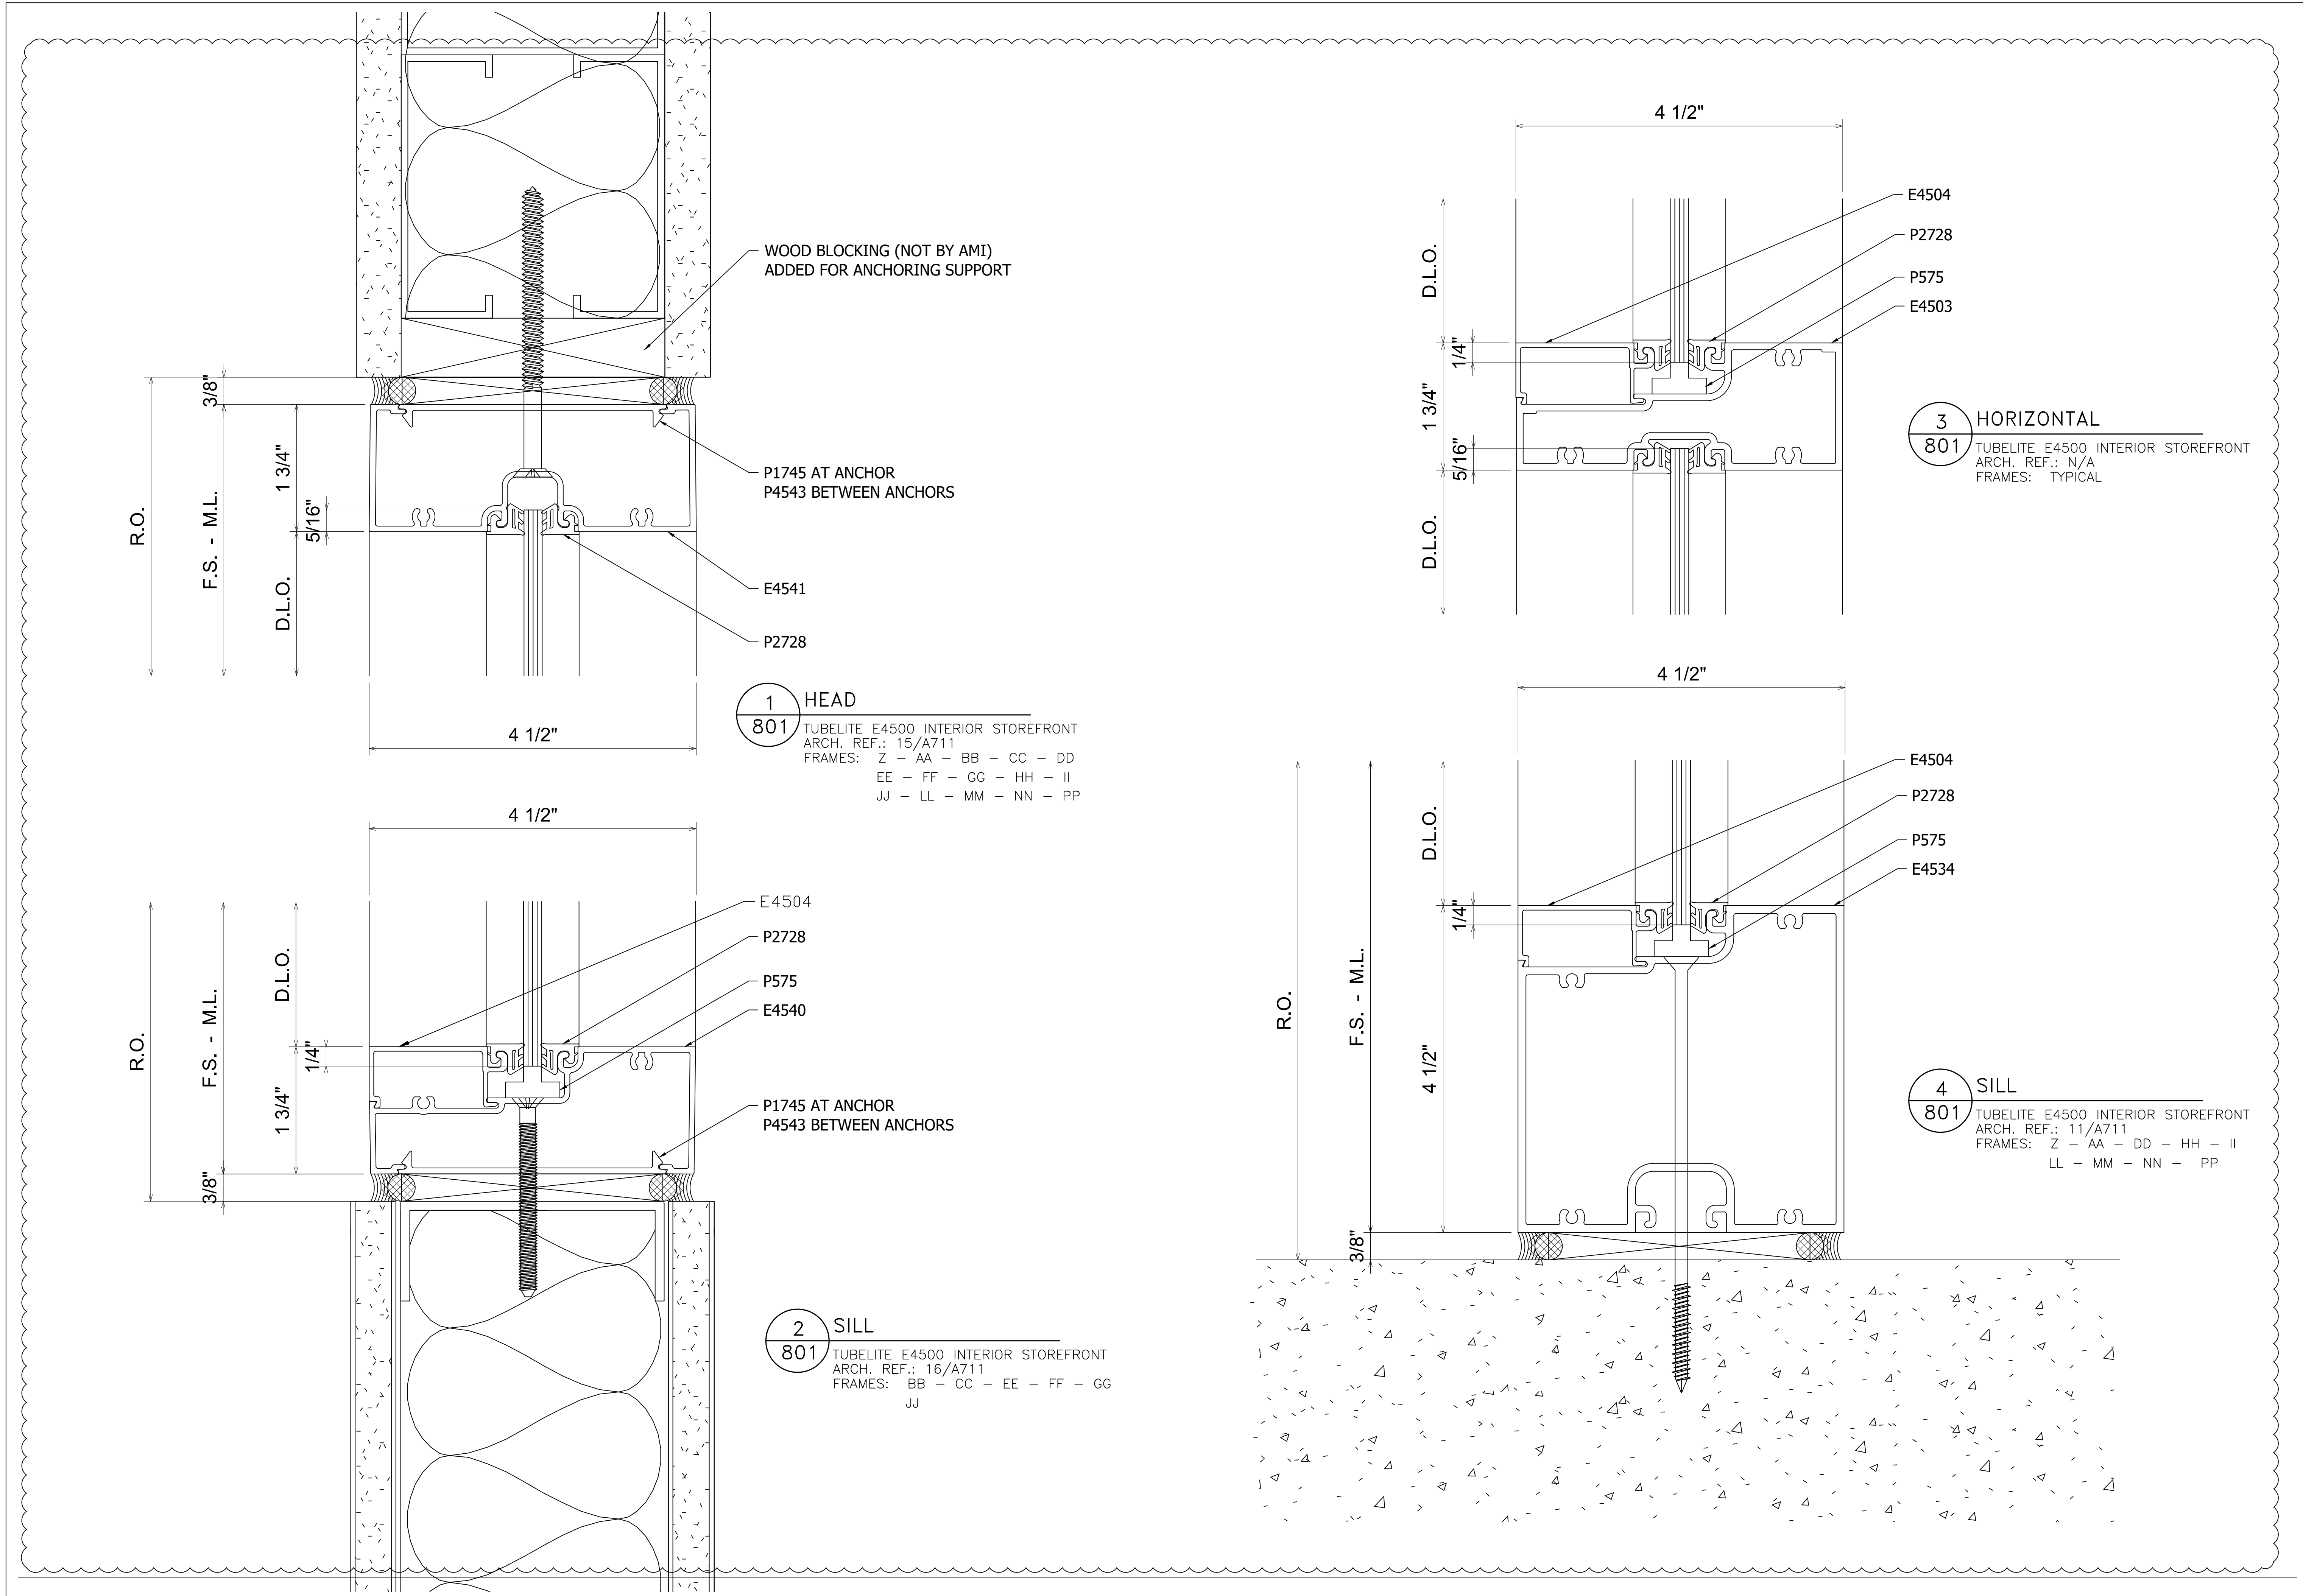 WOOD BLOCKING (NOT BY AMI)
ADDED FOR ANCHORING SUPPORT
3/8"
1 3/4"
5/16"
R.O.
F.S. - M.L.
D.L.O.
P1745 AT ANCHOR
P4543 BETWEEN ANCHORS
E4541
P2728
4 1/2"
1
801
HEAD
TUBELITE E4500 INTERIOR STOREFRONT
ARCH. REF.: 15/A711
FRAMES: Z - AA - BB - CC - DD
EE - FF - GG - HH - II
JJ - LL - MM - NN - PP
4 1/2"
E4504
P2728
P575
E4540
R.O.
F.S. - M.L.
D.L.O.
1/4"
1 3/4"
3/8"
P1745 AT ANCHOR
P4543 BETWEEN ANCHORS
2
801
SILL
TUBELITE E4500 INTERIOR STOREFRONT
ARCH. REF.: 16/A711
FRAMES: BB - CC - EE - FF - GG
JJ
4 1/2"
E4504
P2728
P575
E4503
D.L.O.
1/4"
1 3/4"
5/16"
D.L.O.
3
801
HORIZONTAL
TUBELITE E4500 INTERIOR STOREFRONT
ARCH. REF.: N/A
FRAMES: TYPICAL
4 1/2"
E4504
P2728
P575
E4534
R.O.
F.S. - M.L.
D.L.O.
1/4"
4 1/2"
3/8"
4
801
SILL
TUBELITE E4500 INTERIOR STOREFRONT
ARCH. REF.: 11/A711
FRAMES: Z - AA - DD - HH - II
LL - MM - NN - PP